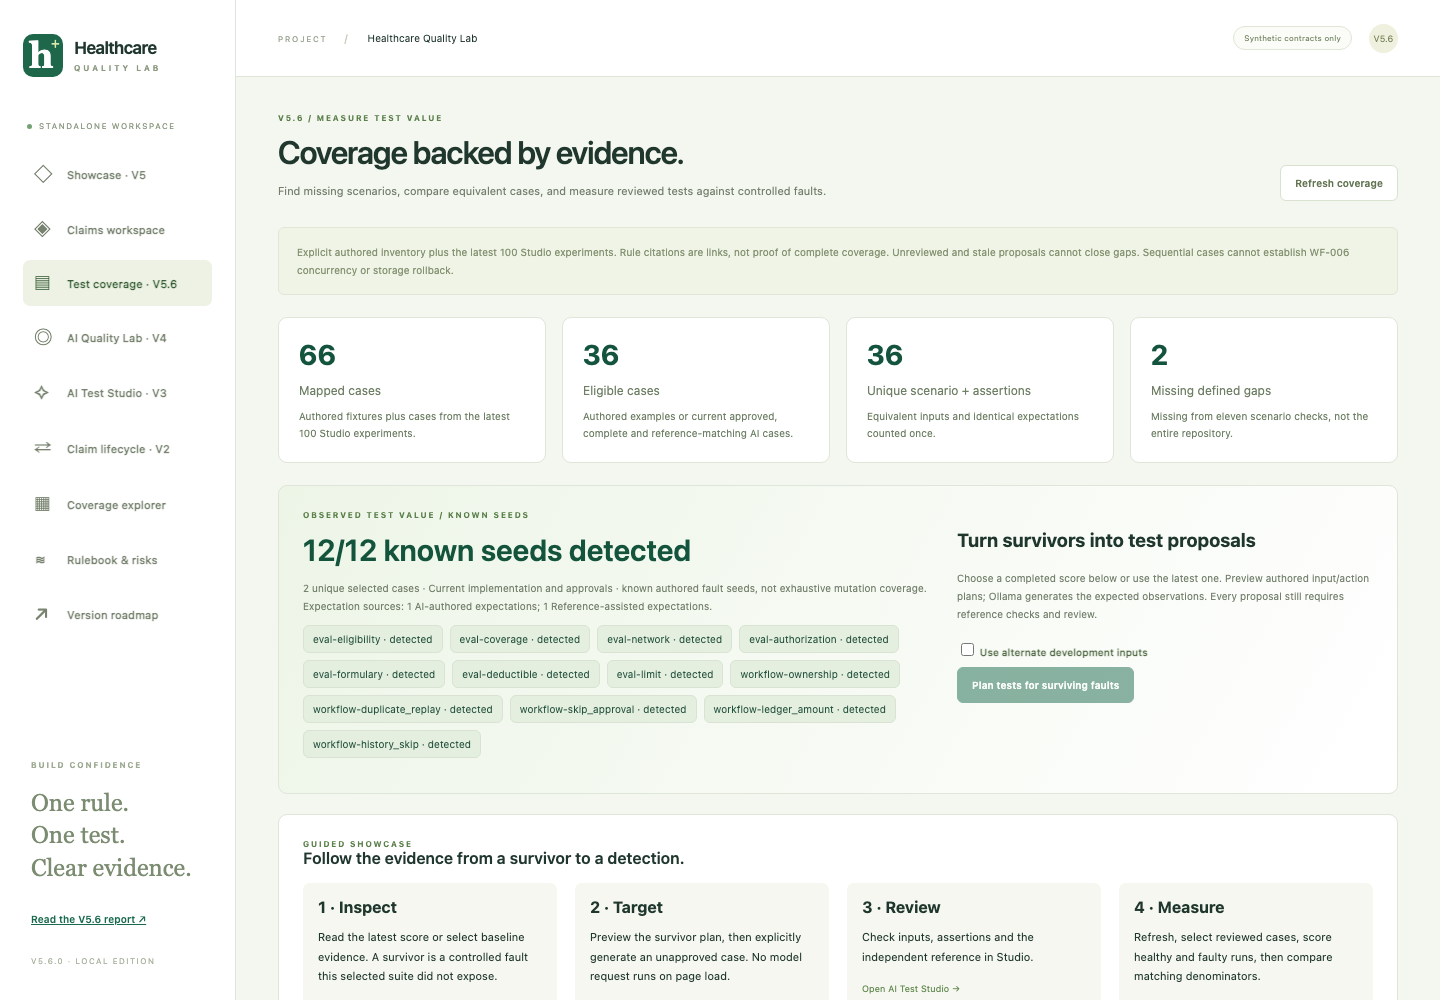 h+
Healthcare
QUALITY LAB
STANDALONE WORKSPACE
Showcase · V5
Claims workspace
Test coverage · V5.6
AI Quality Lab · V4
AI Test Studio · V3
Claim lifecycle · V2
Coverage explorer
Rulebook & risks
Version roadmap
BUILD CONFIDENCE
One rule.
One test.
Clear evidence.
Read the V5.6 report ↗
V5.6.0 · LOCAL EDITION
PROJECT / Healthcare Quality Lab
Synthetic contracts only
V5.6
V5.6 / MEASURE TEST VALUE
Coverage backed by evidence.
Find missing scenarios, compare equivalent cases, and measure reviewed tests against controlled faults.
Refresh coverage
Explicit authored inventory plus the latest 100 Studio experiments. Rule citations are links, not proof of complete coverage. Unreviewed and stale proposals cannot close gaps. Sequential cases cannot establish WF-006
concurrency or storage rollback.
66
Mapped cases
Authored fixtures plus cases from the latest
100 Studio experiments.
36
Eligible cases
Authored examples or current approved,
complete and reference-matching AI cases.
36
Unique scenario + assertions
Equivalent inputs and identical expectations
counted once.
2
Missing defined gaps
Missing from eleven scenario checks, not the
entire repository.
OBSERVED TEST VALUE / KNOWN SEEDS
12/12 known seeds detected
2 unique selected cases · Current implementation and approvals · known authored fault seeds, not exhaustive mutation coverage.
Expectation sources: 1 AI-authored expectations; 1 Reference-assisted expectations.
eval-eligibility · detected
eval-coverage · detected
eval-network · detected
eval-authorization · detected
eval-formulary · detected
eval-deductible · detected
eval-limit · detected
workflow-ownership · detected
workflow-duplicate_replay · detected
workflow-skip_approval · detected
workflow-ledger_amount · detected
workflow-history_skip · detected
Turn survivors into test proposals
Choose a completed score below or use the latest one. Preview authored input/action
plans; Ollama generates the expected observations. Every proposal still requires
reference checks and review.
Use alternate development inputs
Plan tests for surviving faults
GUIDED SHOWCASE
Follow the evidence from a survivor to a detection.
1 · Inspect
Read the latest score or select baseline
evidence. A survivor is a controlled fault
this selected suite did not expose.
2 · Target
Preview the survivor plan, then explicitly
generate an unapproved case. No model
request runs on page load.
3 · Review
Check inputs, assertions and the
independent reference in Studio.
Open AI Test Studio →
4 · Measure
Refresh, select reviewed cases, score
healthy and faulty runs, then compare
matching denominators.